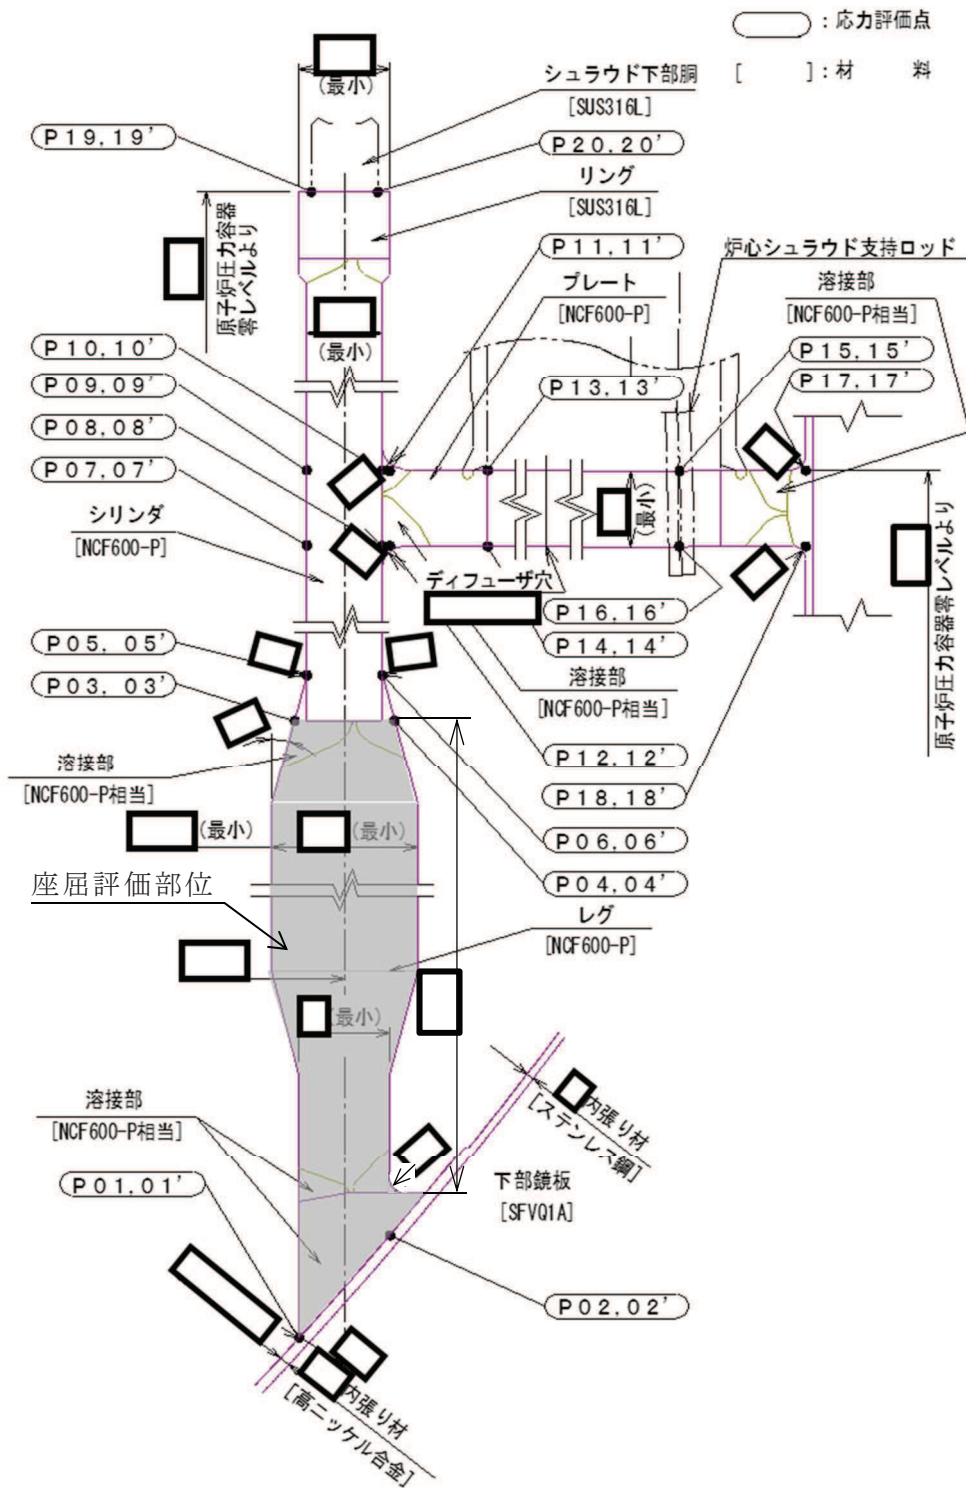 ：応力評価点
[ ]：材 料
(最小)
シュラウド下部胴
[SUS316L]
P19,19’
P20,20’
リング
[SUS316L]
原子炉圧力容器
零レベルより
P11,11’
炉心シュラウド支持ロッド
プレート
[NCF600-P]
溶接部
[NCF600-P相当]
(最小)
P10,10’
P15,15’
P09,09’
P13,13’
P17,17’
P08,08’
P07,07’
シリンダ
[NCF600-P]
(最小)
原子炉圧力容器零レベルより
ディフューザ穴
P16,16’
P05,05’
P14,14’
P03,03’
溶接部
[NCF600-P相当]
溶接部
[NCF600-P相当]
P12,12’
P18,18’
(最小)
(最小)
P06,06’
座屈評価部位
P04,04’
レグ
[NCF600-P]
(最小)
溶接部
[NCF600-P相当]
内張り材
[ステンレス鋼]
P01,01’
下部鏡板
[SFVQ1A]
P02,02’
内張り材
[高ニッケル合金]